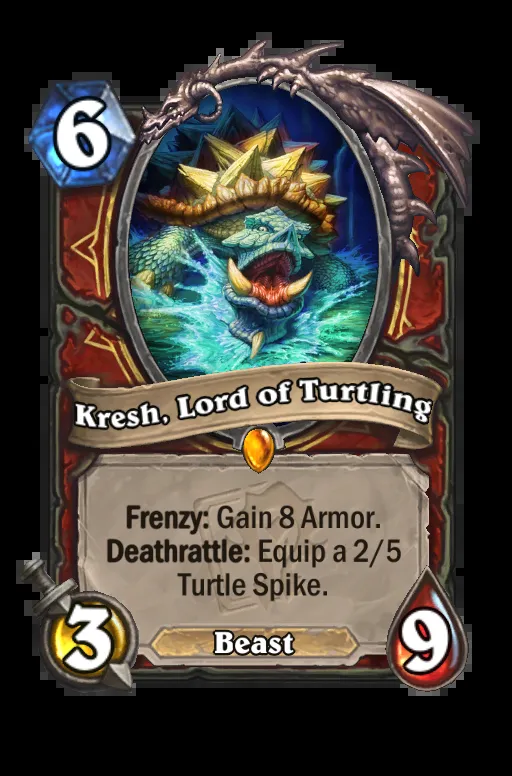 6
Kresh, Lord of Turtling
Frenzy: Gain 8 Armor.
Deathrattle: Equip a 2/5
Turtle Spike.
3
Beast
9